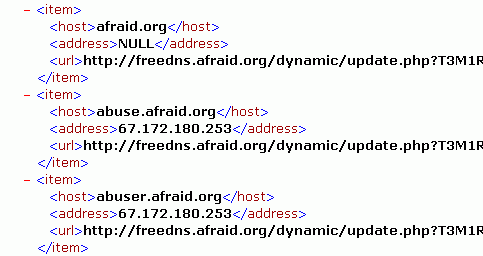 - <item>
<host>afraid.org</host>
<address>NULL</address>
<url>http://freedns.afraid.org/dynamic/update.php?T3M1R
</item>
- <item>
<host>abuse.afraid.org</host>
<address>67.172.180.253</address>
<url>http://freedns.afraid.org/dynamic/update.php?T3M1R
</item>
- <item>
<host>abuser.afraid.org</host>
<address>67.172.180.253</address>
<url>http://freedns.afraid.org/dynamic/update.php?T3M1R
</item>